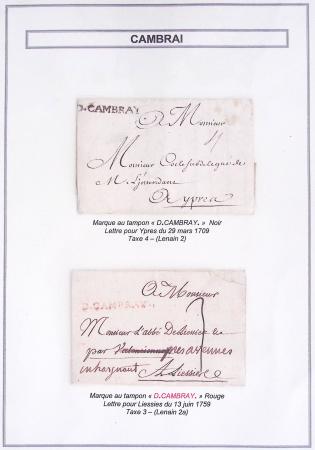 CAMBRAI
D.CAMBRAY.
A Monsieur
4
Monsieur
A Ypres
Marque au tampon « D.CAMBRAY. » Noir
Lettre pour Ypres du 29 mars 1709
Taxe 4 – (Lenain 2)
A Monsieur
D.CAMBRAY.
Monsieur l'abbé
par
A Liessies
Marque au tampon « D.CAMBRAY. » Rouge
Lettre pour Liessies du 13 juin 1759
Taxe 3 – (Lenain 2a)